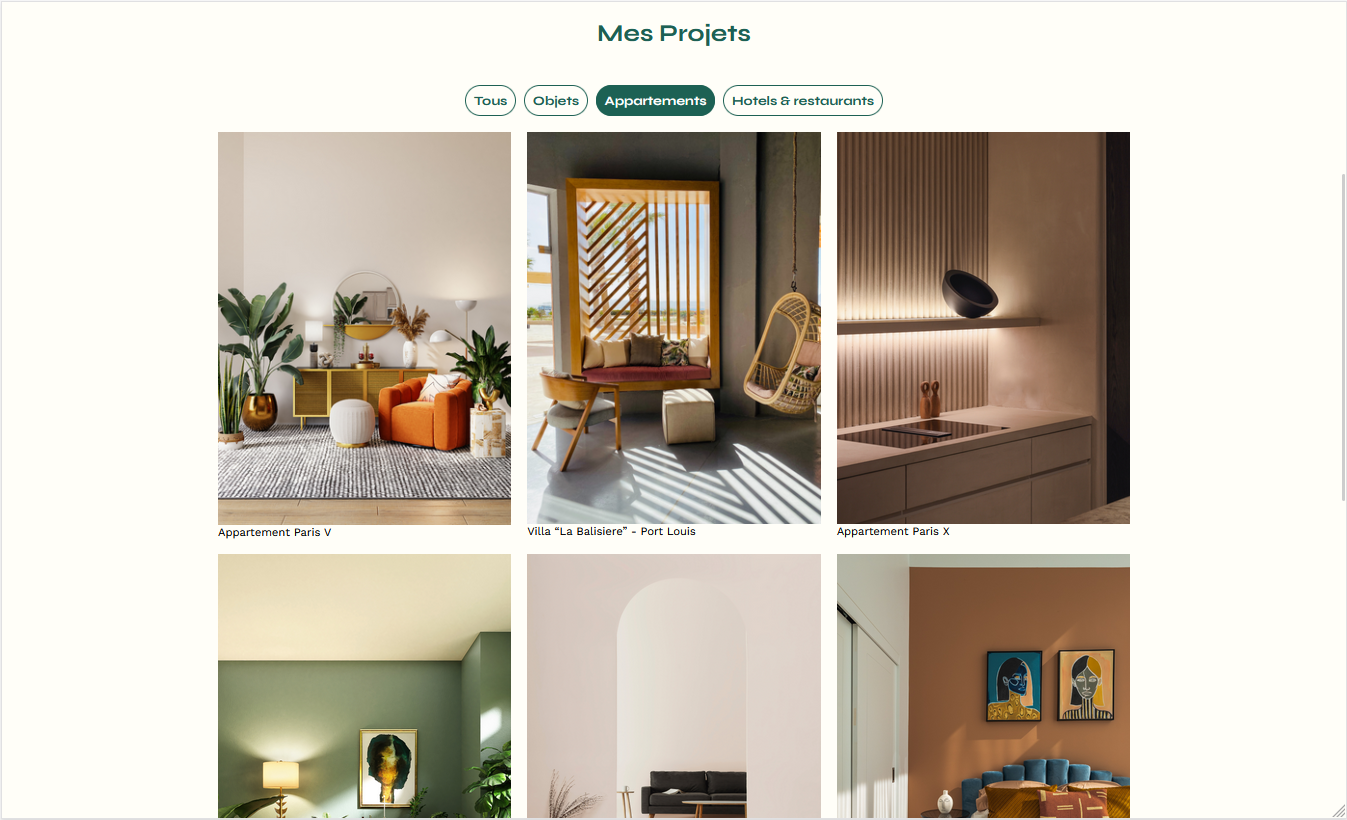 Mes Projets
Tous
Objets
Appartements
Hotels & restaurants
Appartement Paris V
Villa “La Balisiere” - Port Louis
Appartement Paris X